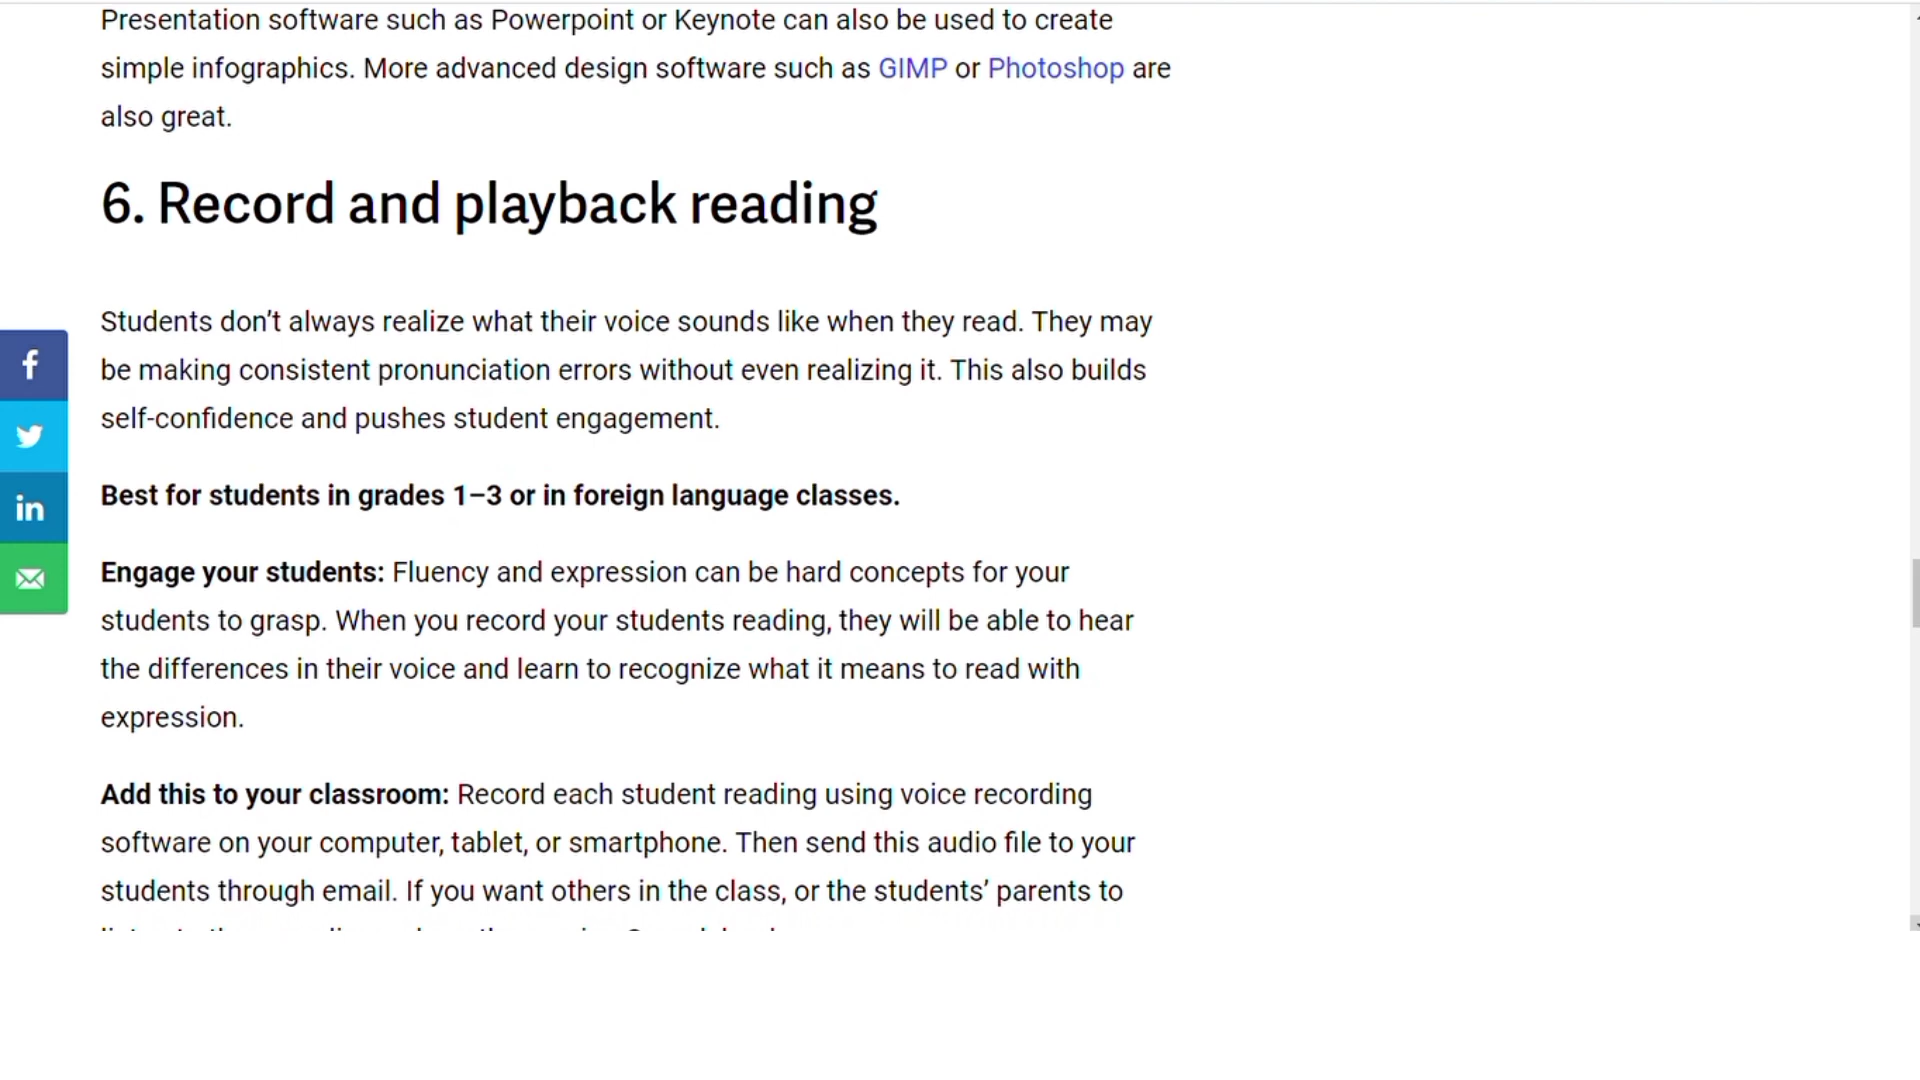 Presentation software such as Powerpoint or Keynote can also be used to create
simple infographics. More advanced design software such as GIMP or Photoshop are
also great.
6. Record and playback reading
Students don’t always realize what their voice sounds like when they read. They may
be making consistent pronunciation errors without even realizing it. This also builds
self-confidence and pushes student engagement.
Best for students in grades 1–3 or in foreign language classes.
Engage your students: Fluency and expression can be hard concepts for your
students to grasp. When you record your students reading, they will be able to hear
the differences in their voice and learn to recognize what it means to read with
expression.
Add this to your classroom: Record each student reading using voice recording
software on your computer, tablet, or smartphone. Then send this audio file to your
students through email. If you want others in the class, or the students’ parents to